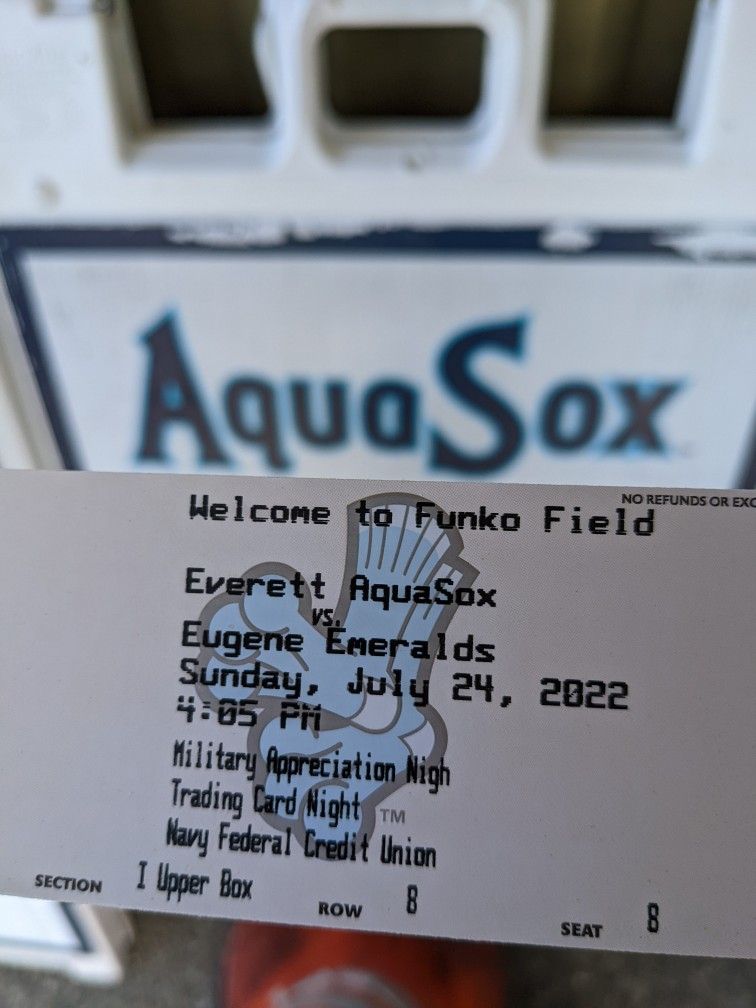 AquaSox
NO REFUNDS OR EXC
Welcome to Funko Field
Everett AquaSox
vs.
Eugene Emeralds
Sunday, July 24, 2022
4:05 PM
Military Appreciation Nigh
Trading Card Night
TM
Navy Federal Credit Union
SECTION I Upper Box ROW 8 SEAT 8